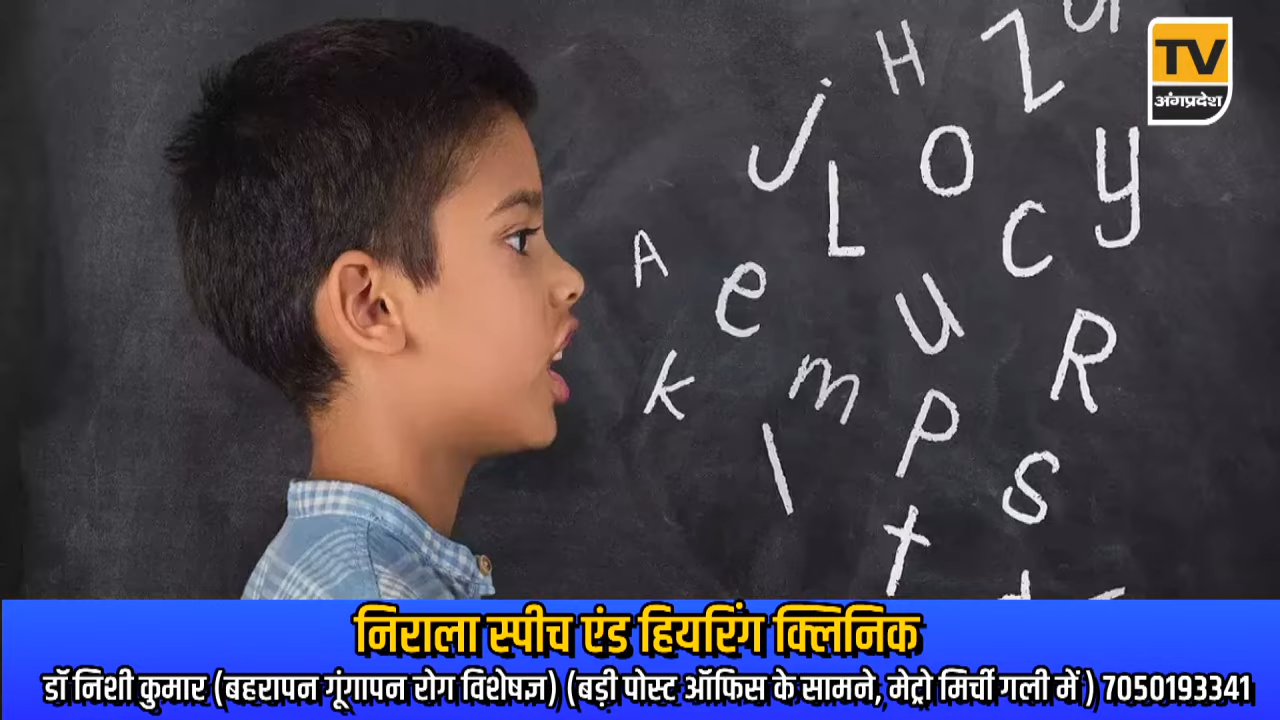 H Z
TV
अंगप्रदेश
J O y
L C
A e u
R
k m P
l S
t
निराला स्पीच एंड हियरिंग क्लिनिक
डॉ निशी कुमार (बहरापन गूंगापन रोग विशेषज्ञ) (बड़ी पोस्ट ऑफिस के सामने, मेट्रो मिर्ची गली में ) 7050193341